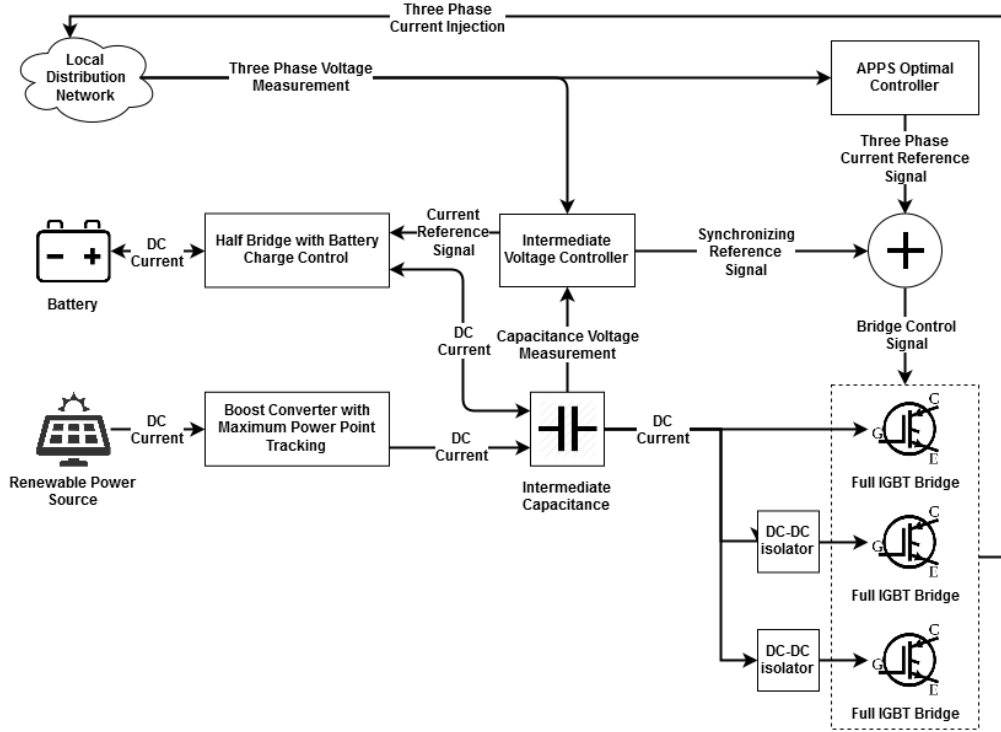 Three Phase
Current Injection
Local
Distribution
Network
Three Phase Voltage
Measurement
APPS Optimal
Controller
Three Phase
Current Reference
Signal
Battery
DC
Current
Half Bridge with Battery
Charge Control
Current
Reference
Signal
Intermediate
Voltage Controller
Synchronizing
Reference
Signal
DC
Current
Capacitance Voltage
Measurement
Bridge Control
Signal
Renewable Power
Source
DC
Current
Boost Converter with
Maximum Power Point
Tracking
DC
Current
Intermediate
Capacitance
DC
Current
C
G
E
Full IGBT Bridge
DC-DC
isolator
C
G
E
Full IGBT Bridge
DC-DC
isolator
C
G
E
Full IGBT Bridge